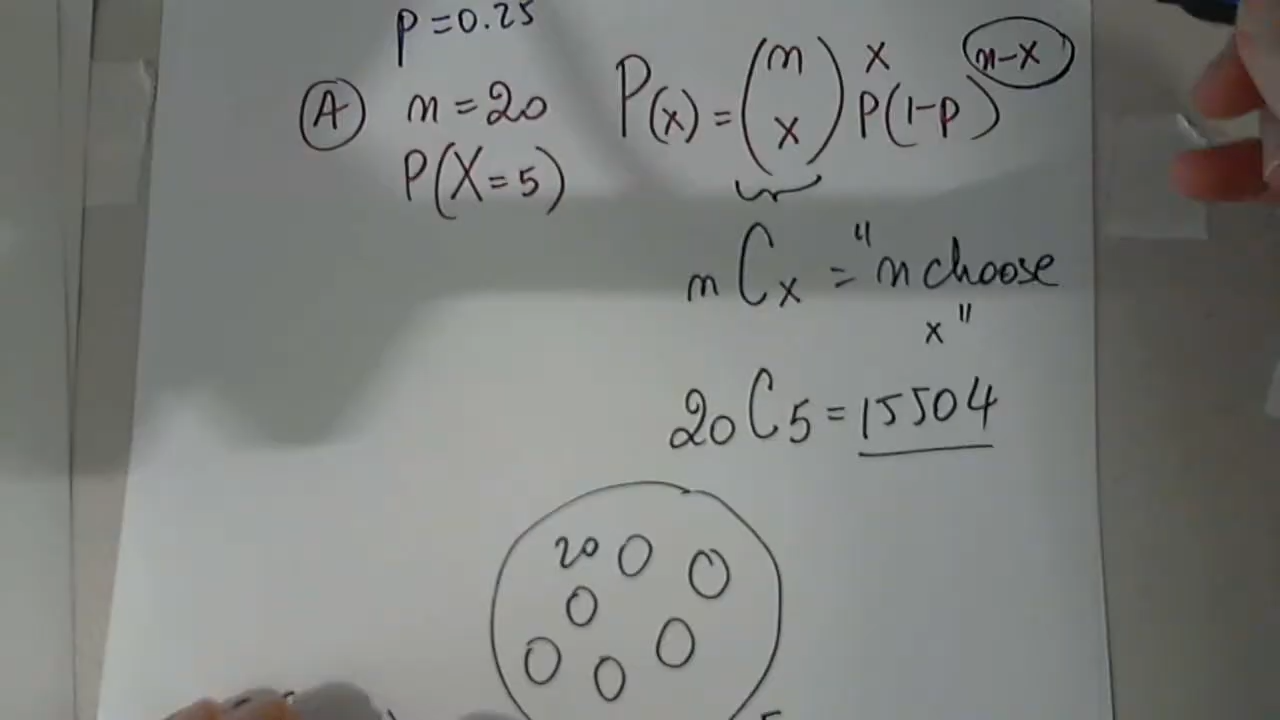 p=0.25
A n=20
P(X=5)
P(x)=(n x) p^x (1-p)^n-x
nCx = "n choose
x"
20C5=15504
20